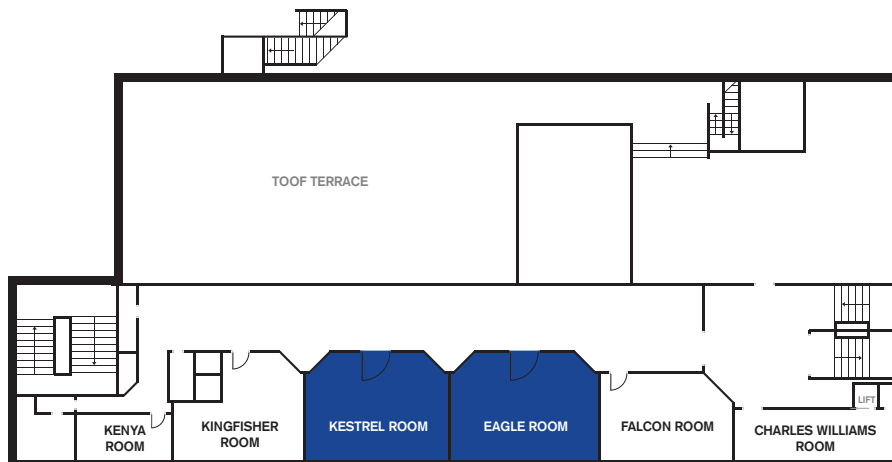 TOOF TERRACE
LIFT
KENYA
ROOM
KINGFISHER
ROOM
KESTREL ROOM
EAGLE ROOM
FALCON ROOM
CHARLES WILLIAMS
ROOM